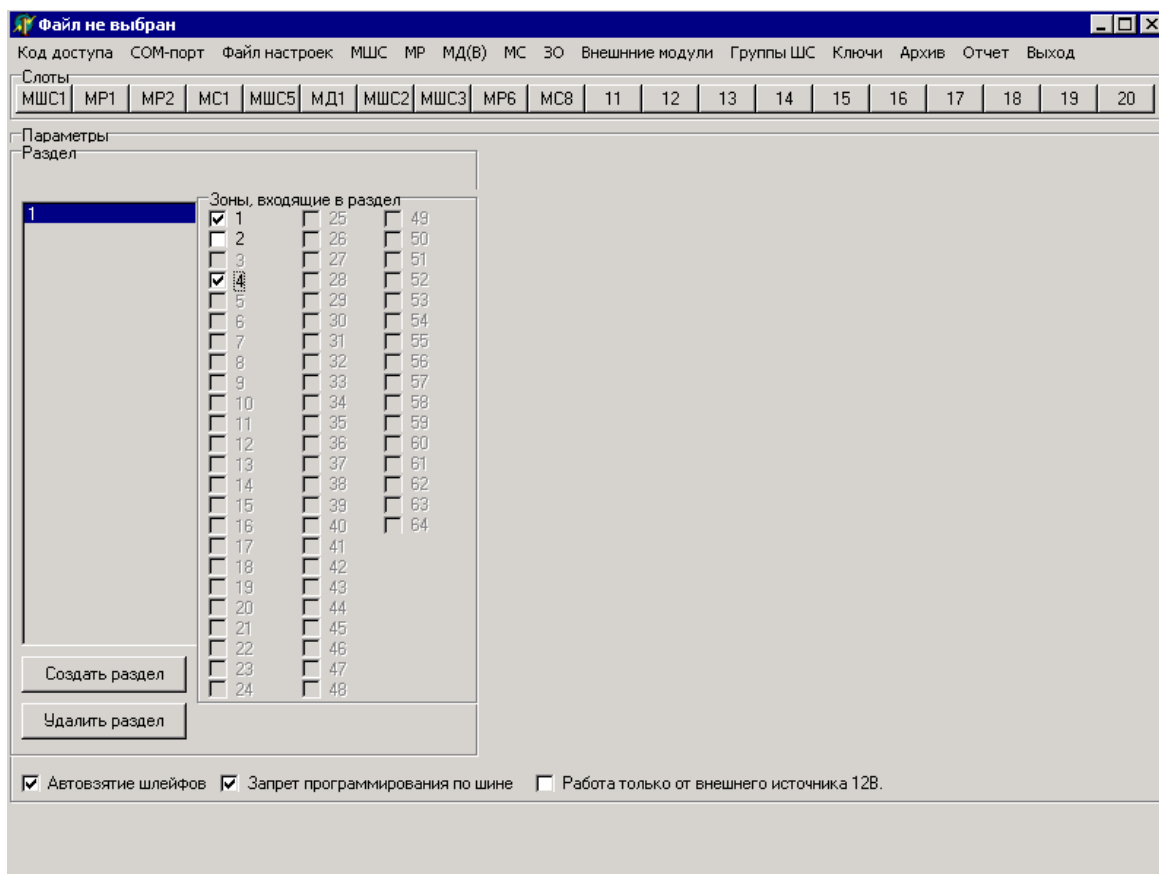 Файл не выбран
Код доступа COM-порт Файл настроек МШС МР МД(В) МС ЗО Внешнние модули Группы ШС Ключи Архив Отчет Выход
Слоты
МШС1 МР1 МР2 МС1 МШС5 МД1 МШС2 МШС3 МР6 МС8 11 12 13 14 15 16 17 18 19 20
Параметры
Раздел
Зоны, входящие в раздел
1 1 25 49
2 26 50
3 27 51
4 28 52
5 29 53
6 30 54
7 31 55
8 32 56
9 33 57
10 34 58
11 35 59
12 36 60
13 37 61
14 38 62
15 39 63
16 40 64
17 41
18 42
19 43
20 44
21 45
22 46
23 47
24 48
Создать раздел
Удалить раздел
Автовзятие шлейфов Запрет программирования по шине Работа только от внешнего источника 12В.